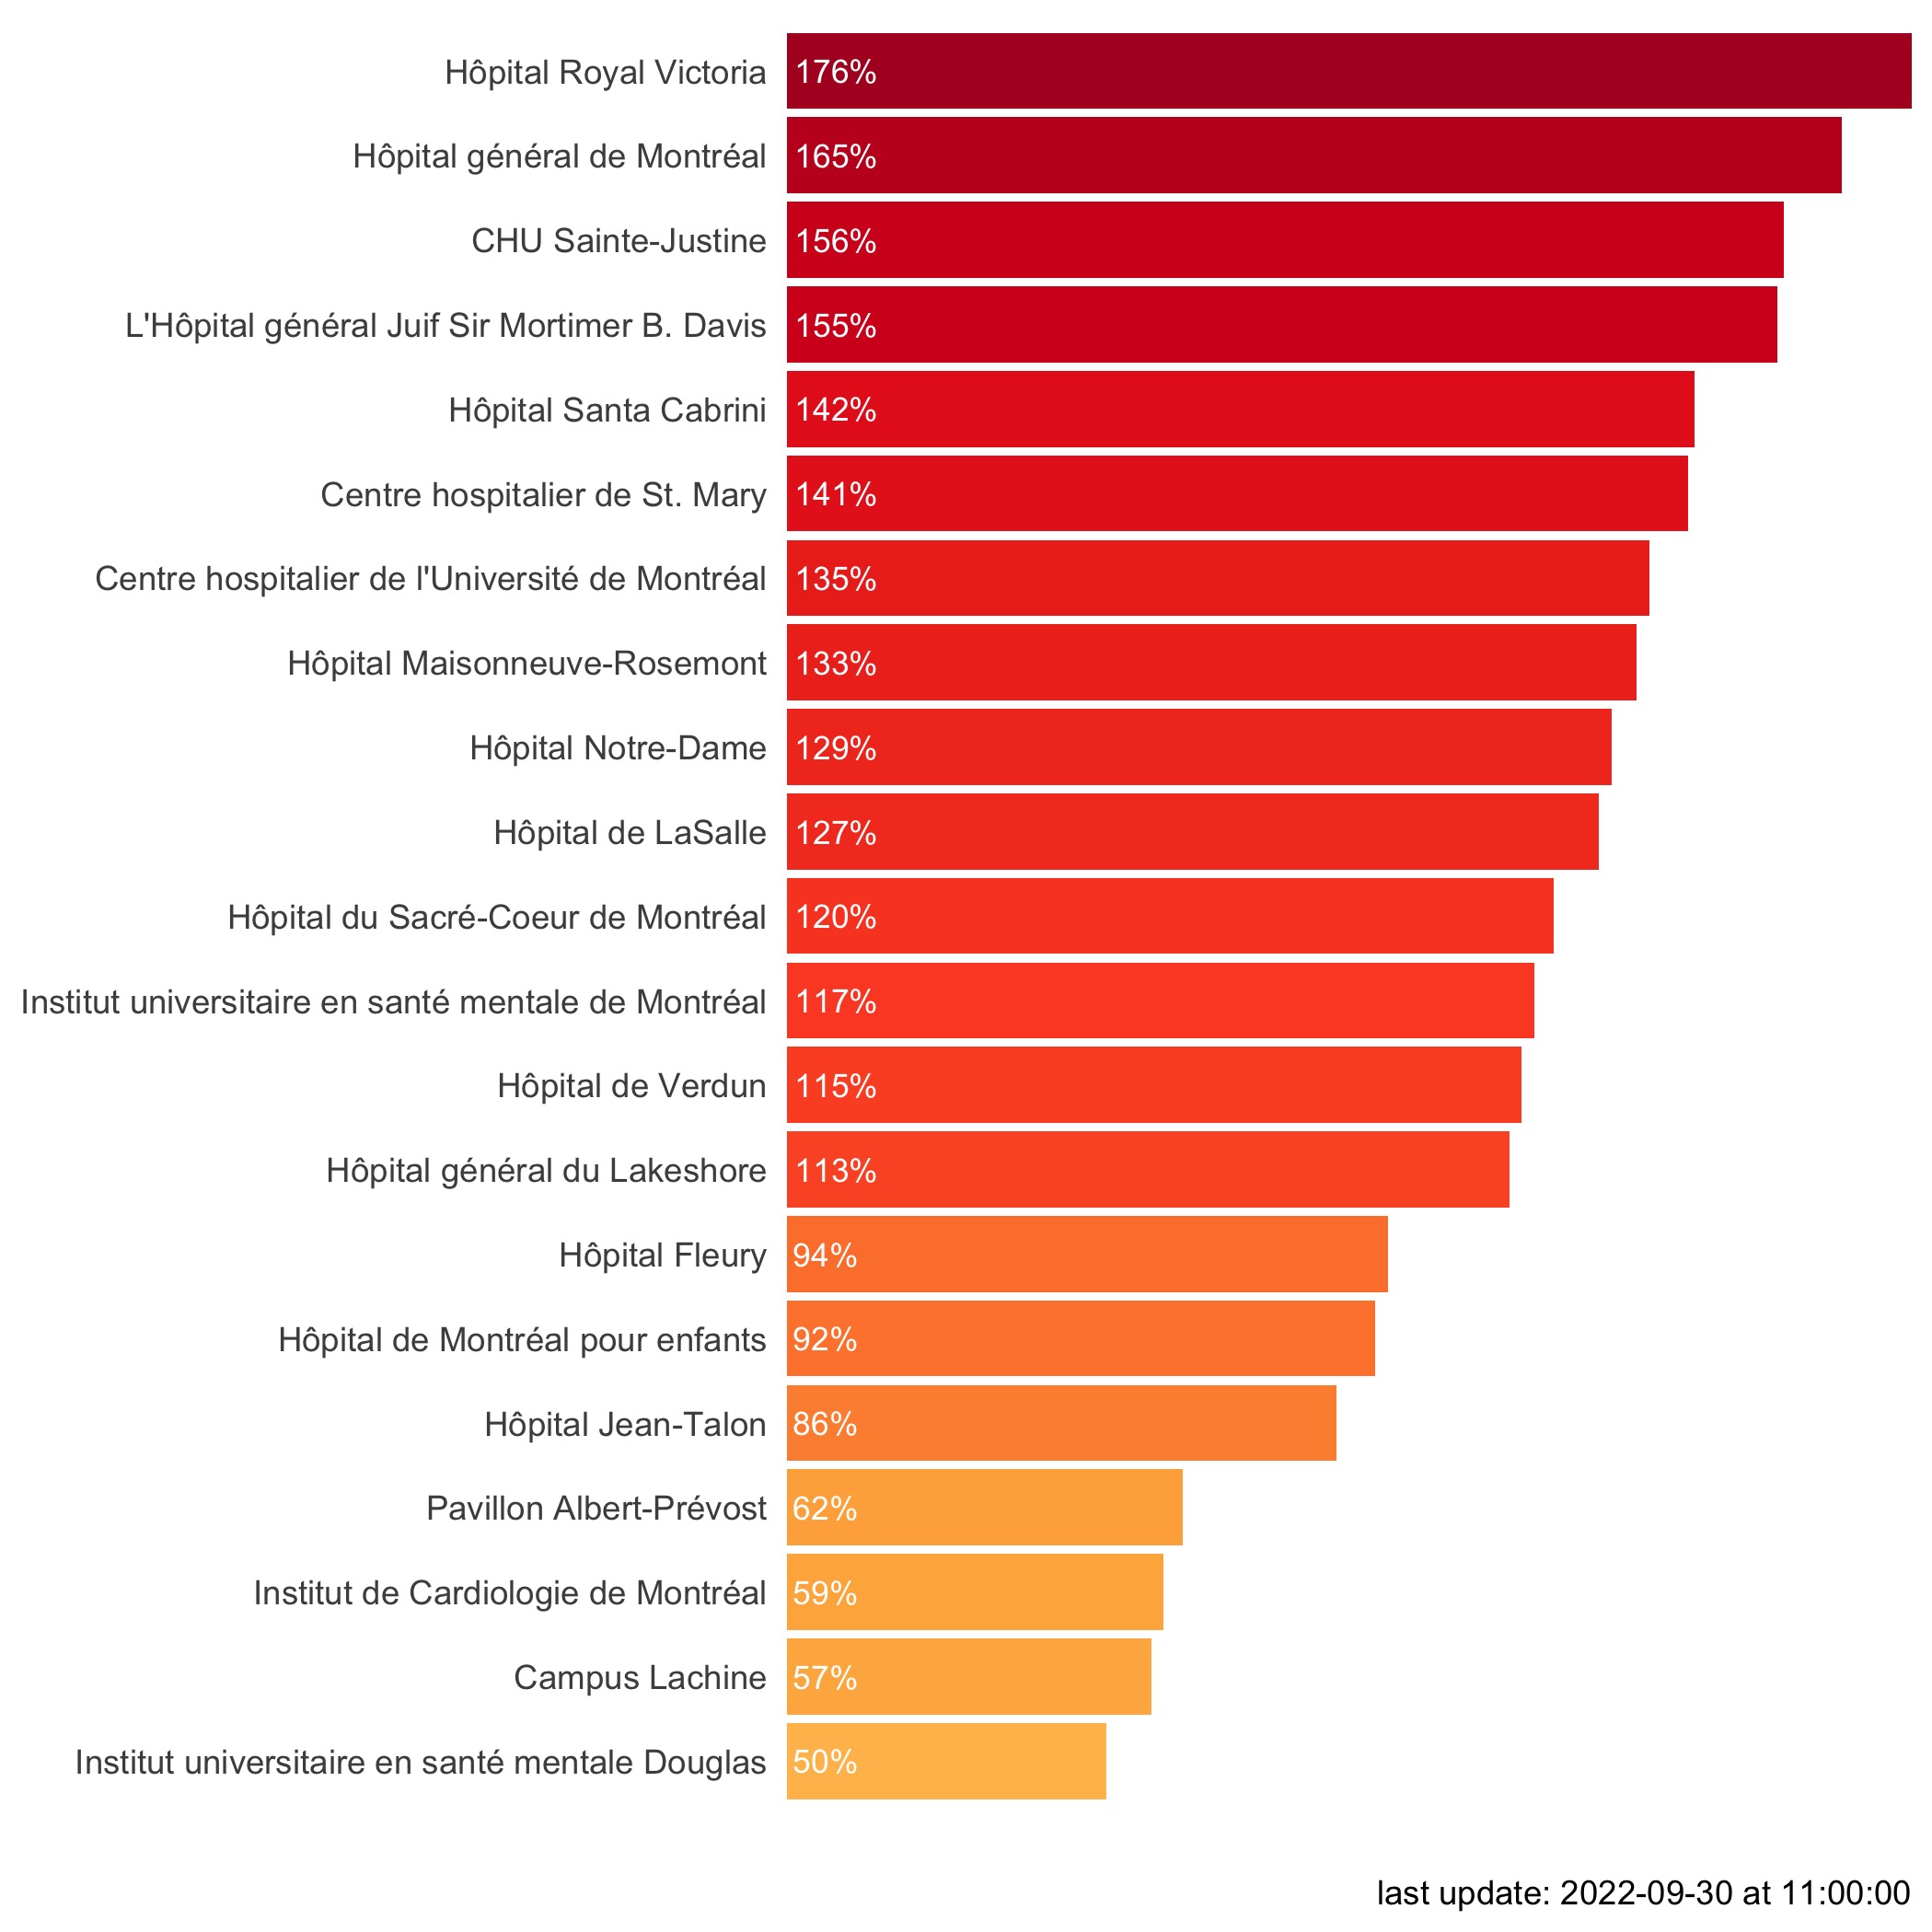 Hôpital Royal Victoria 176%
Hôpital général de Montréal 165%
CHU Sainte-Justine 156%
L'Hôpital général Juif Sir Mortimer B. Davis 155%
Hôpital Santa Cabrini 142%
Centre hospitalier de St. Mary 141%
Centre hospitalier de l'Université de Montréal 135%
Hôpital Maisonneuve-Rosemont 133%
Hôpital Notre-Dame 129%
Hôpital de LaSalle 127%
Hôpital du Sacré-Coeur de Montréal 120%
Institut universitaire en santé mentale de Montréal 117%
Hôpital de Verdun 115%
Hôpital général du Lakeshore 113%
Hôpital Fleury 94%
Hôpital de Montréal pour enfants 92%
Hôpital Jean-Talon 86%
Pavillon Albert-Prévost 62%
Institut de Cardiologie de Montréal 59%
Campus Lachine 57%
Institut universitaire en santé mentale Douglas 50%
last update: 2022-09-30 at 11:00:00